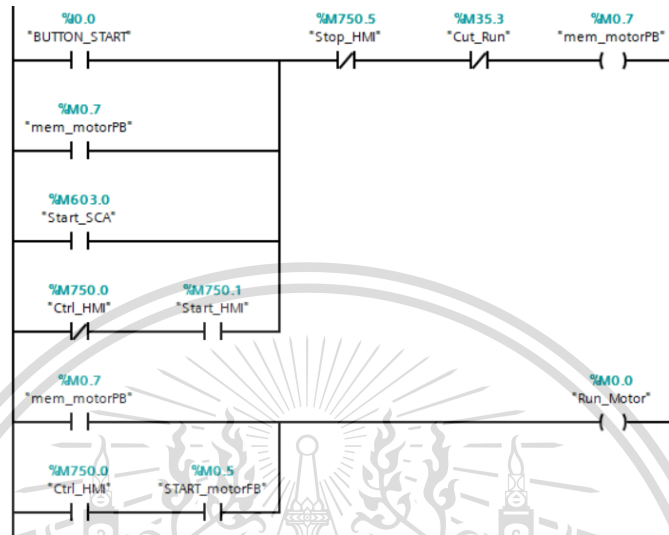 %I0.0
"BUTTON_START"
%M750.5
"Stop_HMI"
%M35.3
"Cut_Run"
%M0.7
"mem_motorPB"
%M0.7
"mem_motorPB"
%M603.0
"Start_SCA"
%M750.0
"Ctrl_HMI"
%M750.1
"Start_HMI"
%M0.7
"mem_motorPB"
%M0.0
"Run_Motor"
%M750.0
"Ctrl_HMI"
%M0.5
"START_motorFB"